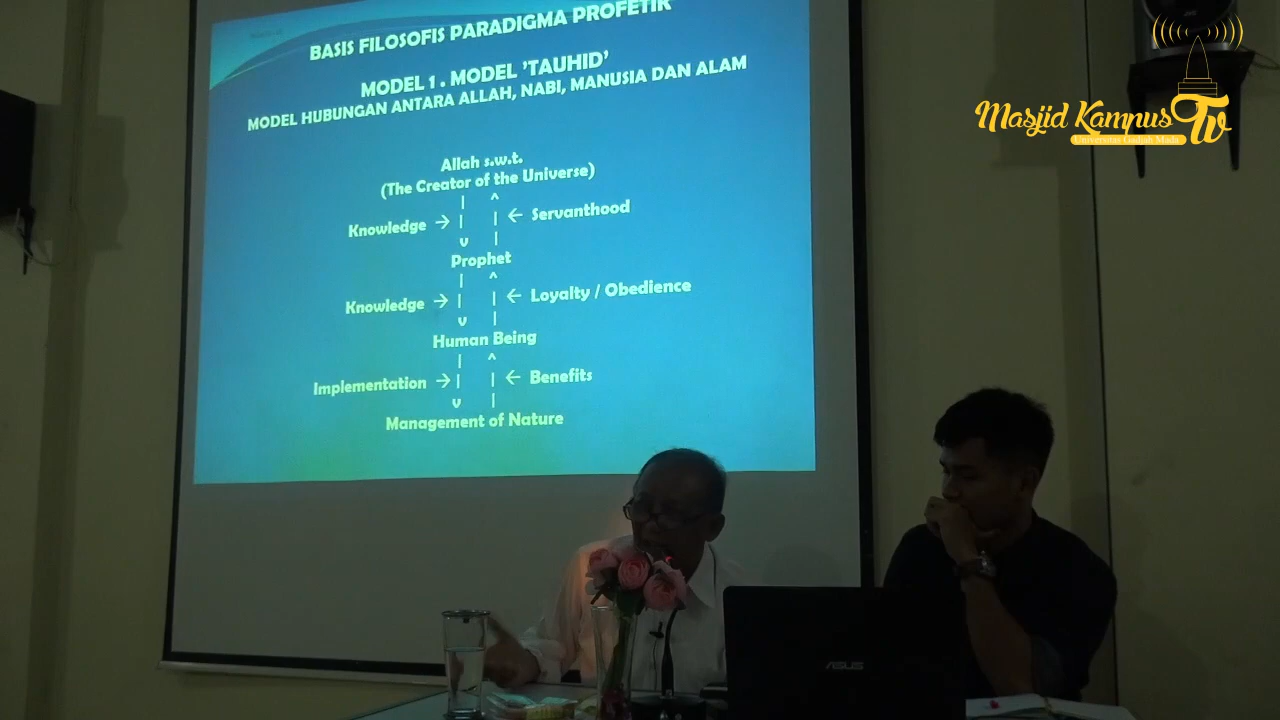 BASIS FILOSOFIS PARADIGMA PROFETIK
MODEL 1 . MODEL 'TAUHID'
MODEL HUBUNGAN ANTARA ALLAH, NABI, MANUSIA DAN ALAM
Allah s.w.t.
(The Creator of the Universe)
Knowledge → ← Servanthood
Prophet
Knowledge → ← Loyalty / Obedience
Human Being
Implementation → ← Benefits
Management of Nature
Masjid Kampus Tv
Universitas Gadjah Mada
JVC
ASUS